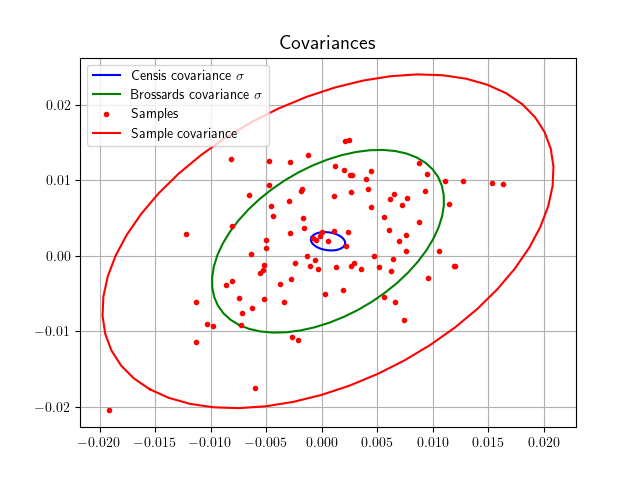 Covariances
Censis covariance σ
Brossards covariance σ
Samples
Sample covariance
0.02
0.01
0.00
−0.01
−0.02
−0.020 −0.015 −0.010 −0.005 0.000 0.005 0.010 0.015 0.020